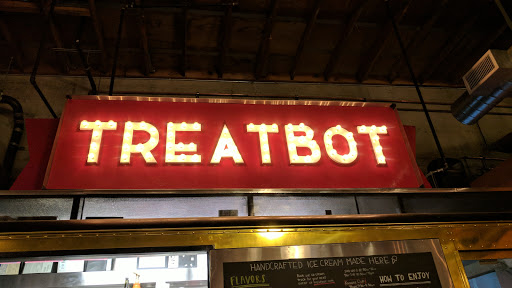 TREATBOT
HANDCRAFTED ICE CREAM MADE HERE
FLAVORS
HOW TO ENJOY